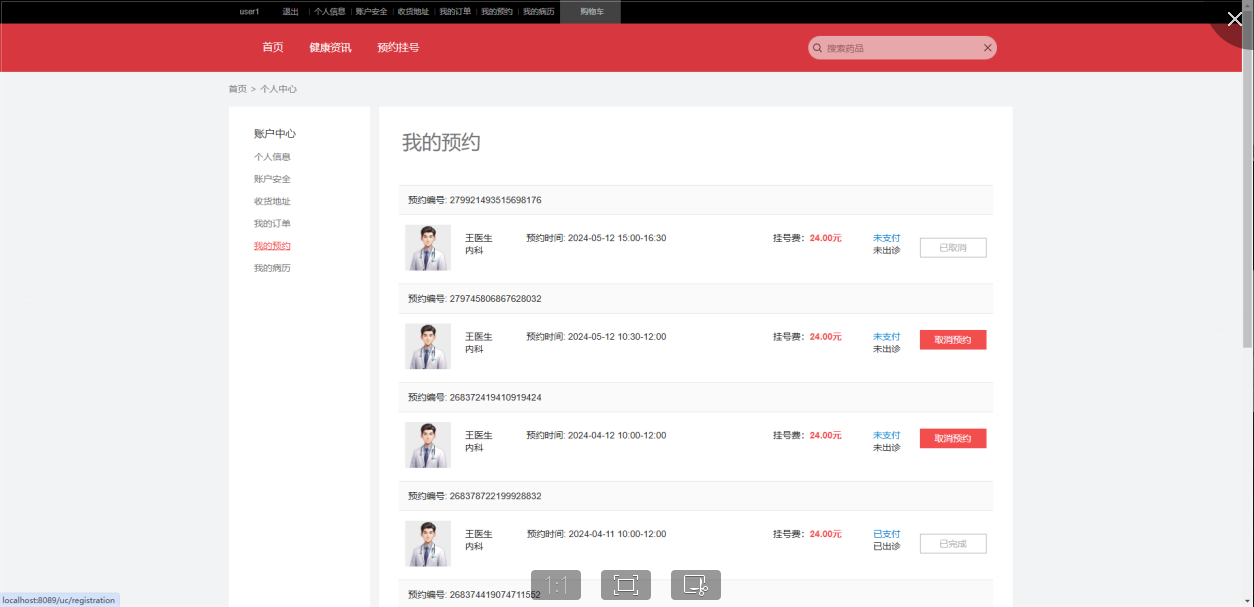 user1 退出 个人信息 账户安全 收货地址 我的订单 我的预约 我的病历 购物车
首页 健康资讯 预约挂号 搜索药品
首页 > 个人中心
账户中心
个人信息
账户安全
收货地址
我的订单
我的预约
我的病历
我的预约
预约编号: 279921493515698176
王医生 预约时间: 2024-05-12 15:00-16:30 挂号费: 24.00元 未支付
内科 未出诊 已取消
预约编号: 279745806867628032
王医生 预约时间: 2024-05-12 10:30-12:00 挂号费: 24.00元 未支付
内科 未出诊 取消预约
预约编号: 268372419410919424
王医生 预约时间: 2024-04-12 10:00-12:00 挂号费: 24.00元 未支付
内科 未出诊 取消预约
预约编号: 268378722199928832
王医生 预约时间: 2024-04-11 10:00-12:00 挂号费: 24.00元 已支付
内科 已出诊 已完成
预约编号: 268374419074711552
1:1
localhost:8089/uc/registration